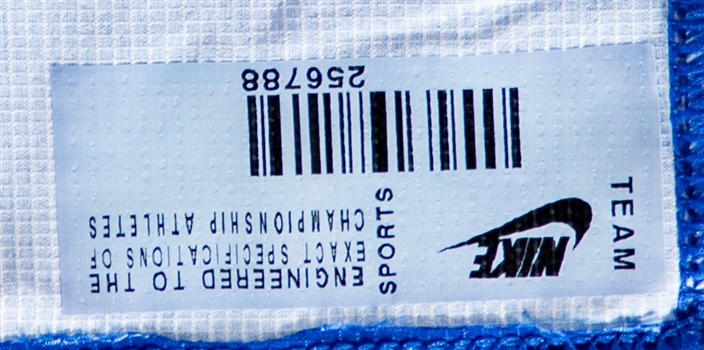 TEAM
NIKE
SPORTS
ENGINEERED TO THE
EXACT SPECIFICATIONS OF
CHAMPIONSHIP ATHLETES
256788